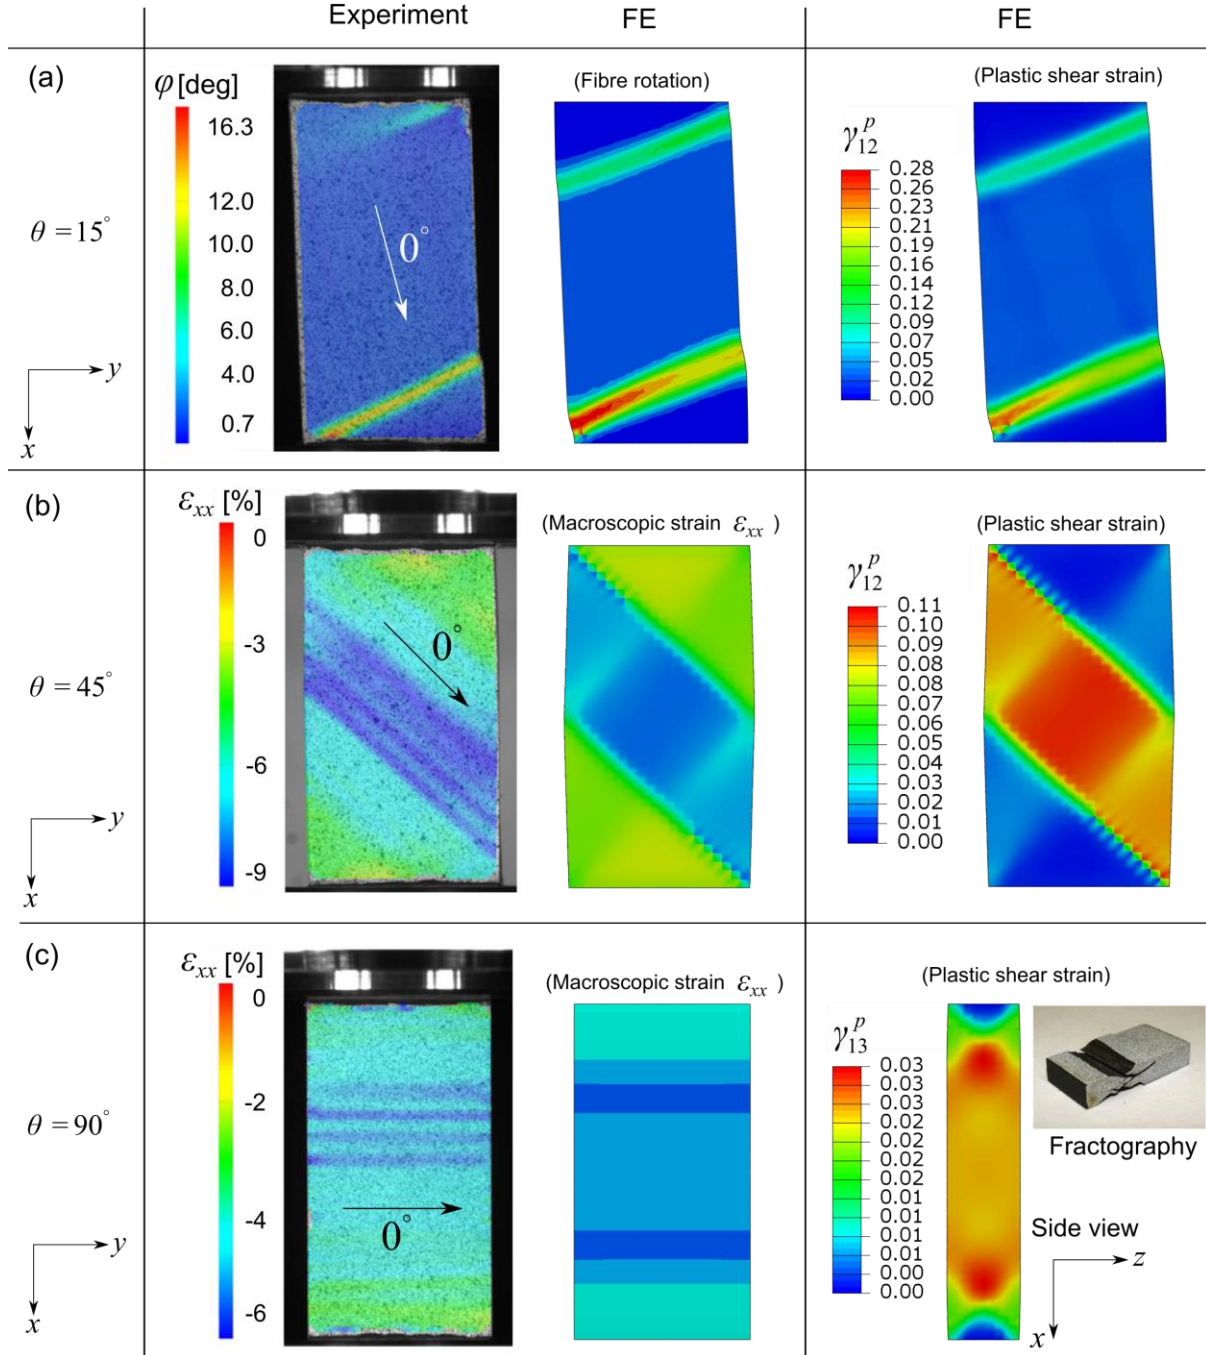 Experiment FE FE
(a)
φ [deg] (Fibre rotation) (Plastic shear strain)
16.3
12.0
10.0
8.0
6.0
4.0
0.7
θ = 15°
0°
γ₁₂ᵖ
0.28
0.26
0.23
0.21
0.19
0.16
0.14
0.12
0.09
0.07
0.05
0.02
0.00
y
x
(b)
εxx [%] (Macroscopic strain εxx ) (Plastic shear strain)
0
-3
-6
-9
θ = 45°
0°
γ₁₂ᵖ
0.11
0.10
0.09
0.08
0.07
0.06
0.06
0.05
0.04
0.03
0.02
0.01
0.00
y
x
(c)
εxx [%] (Macroscopic strain εxx ) (Plastic shear strain)
0
-2
-4
-6
θ = 90°
0°
γ₁₃ᵖ
0.03
0.03
0.03
0.02
0.02
0.02
0.02
0.01
0.01
0.01
0.01
0.00
0.00
Fractography
Side view
z
x
y
x